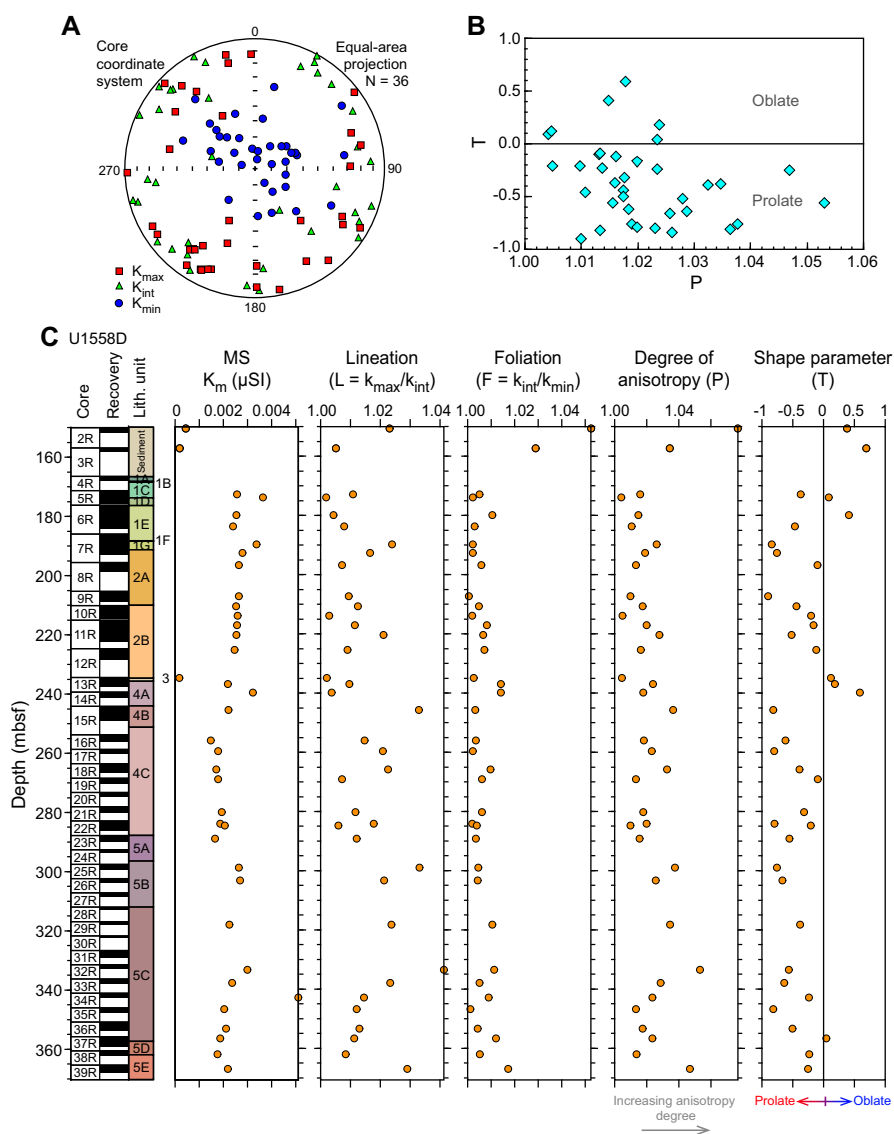 A
Core coordinate system
0
Equal-area projection
N = 36
270
90
180
Kmax
Kint
Kmin
B
1.0
0.5
0.0
-0.5
-1.0
T
Oblate
Prolate
1.00 1.02 1.03 1.04 1.05 1.06
P
C U1558D
Core
Recovery
Lith. unit
MS
Km (µSI)
Lineation
(L = kmax/kint)
Foliation
(F = kint/kmin)
Degree of
anisotropy (P)
Shape parameter
(T)
0 0.002 0.004
1.00 1.02 1.04
1.00 1.02 1.04
1.00 1.04
-1 -0.5 0 0.5 1
Depth (mbsf)
160
180
200
220
240
260
280
300
320
340
360
2R
3R
4R
5R
6R
7R
8R
9R
10R
11R
12R
13R
14R
15R
16R
17R
18R
19R
20R
21R
22R
23R
24R
25R
26R
27R
28R
29R
30R
31R
32R
33R
34R
35R
36R
37R
38R
39R
Sediment
1B
1C
1D
1E
1F
1G
2A
2B
3
4A
4B
4C
5A
5B
5C
5D
5E
Increasing anisotropy
degree
Prolate
Oblate